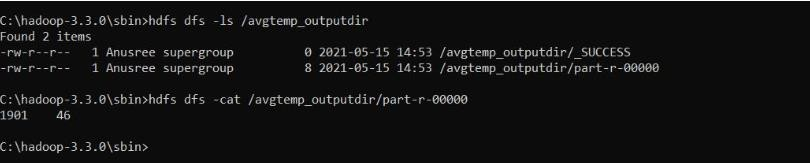 C:\hadoop-3.3.0\sbin>hdfs dfs -ls /avgtemp_outputdir
Found 2 items
-rw-r--r--   1 Anusree supergroup          0 2021-05-15 14:53 /avgtemp_outputdir/_SUCCESS
-rw-r--r--   1 Anusree supergroup          8 2021-05-15 14:53 /avgtemp_outputdir/part-r-00000
C:\hadoop-3.3.0\sbin>hdfs dfs -cat /avgtemp_outputdir/part-r-00000
1901    46
C:\hadoop-3.3.0\sbin>